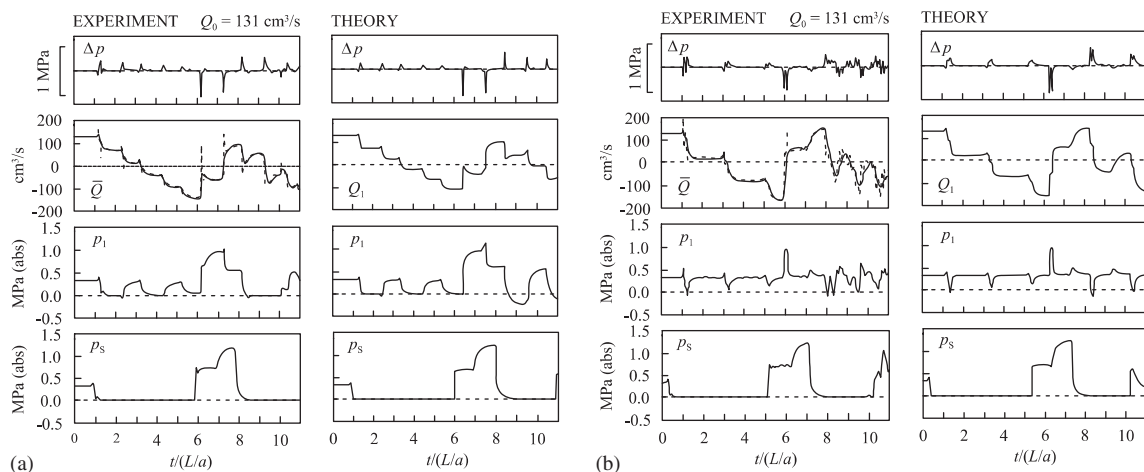 EXPERIMENT Q₀ = 131 cm³/s THEORY
Δp Δp
1 MPa
200
100
0
-100
200
cm³/s
Q̄ Q₁
1.5
1.0
0.5
0.0
-0.5
MPa (abs)
p₁ p₁
1.5
1.0
0.5
0.0
-0.5
MPa (abs)
pS pS
0 2 4 6 8 10 0 2 4 6 8 10
t/(L/a) t/(L/a)
(a)
EXPERIMENT Q₀ = 131 cm³/s THEORY
Δp Δp
1 MPa
200
100
0
-100
200
cm³/s
Q̄ Q₁
1.5
1.0
0.5
0.0
-0.5
MPa (abs)
p₁ p₁
1.5
1.0
0.5
0.0
-0.5
MPa (abs)
pS pS
0 2 4 6 8 10 0 2 4 6 8 10
t/(L/a) t/(L/a)
(b)